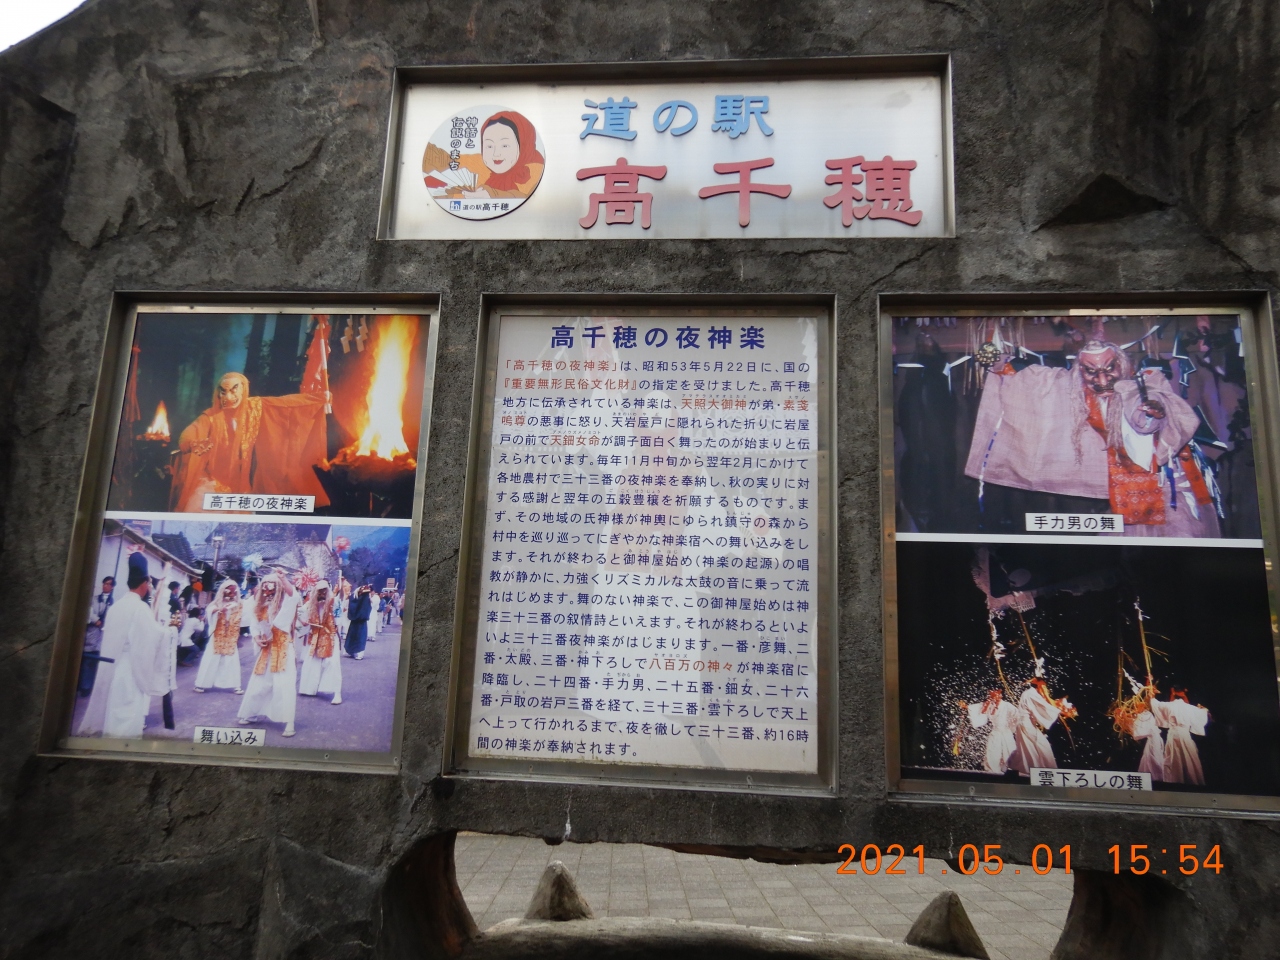 神話と
伝説のまち
道の駅高千穂
道の駅
高千穂
高千穂の夜神楽
舞い込み
高千穂の夜神楽
「高千穂の夜神楽」は、昭和53年5月22日に、国の
『重要無形民俗文化財』の指定を受けました。高千穂
地方に伝承されている神楽は、天照大御神が弟・素戔
嗚尊の悪事に怒り、天岩屋戸に隠れられた折りに岩屋
戸の前で天鈿女命が調子面白く舞ったのが始まりと伝
えられています。毎年11月中旬から翌年2月にかけて
各地農村で三十三番の夜神楽を奉納し、秋の実りに対
する感謝と翌年の五穀豊穣を祈願するものです。ま
ず、その地域の氏神様が神輿にゆられ鎮守の森から
村中を巡り巡ってにぎやかな神楽宿への舞い込みをし
ます。それが終わると御神屋始め(神楽の起源)の唱
教が静かに、力強くリズミカルな太鼓の音に乗って流
れはじめます。舞のない神楽で、この御神屋始めは神
楽三十三番の叙情詩といえます。それが終わるといよ
いよ三十三番夜神楽がはじまります。一番・彦舞、二
番・太殿、三番・神下ろしで八百万の神々が神楽宿に
降臨し、二十四番・手力男、二十五番・鈿女、二十六
番・戸取の岩戸三番を経て、三十三番・雲下ろしで天上
へ上って行かれるまで、夜を徹して三十三番、約16時
間の神楽が奉納されます。
手力男の舞
雲下ろしの舞
2021.05.01 15:54